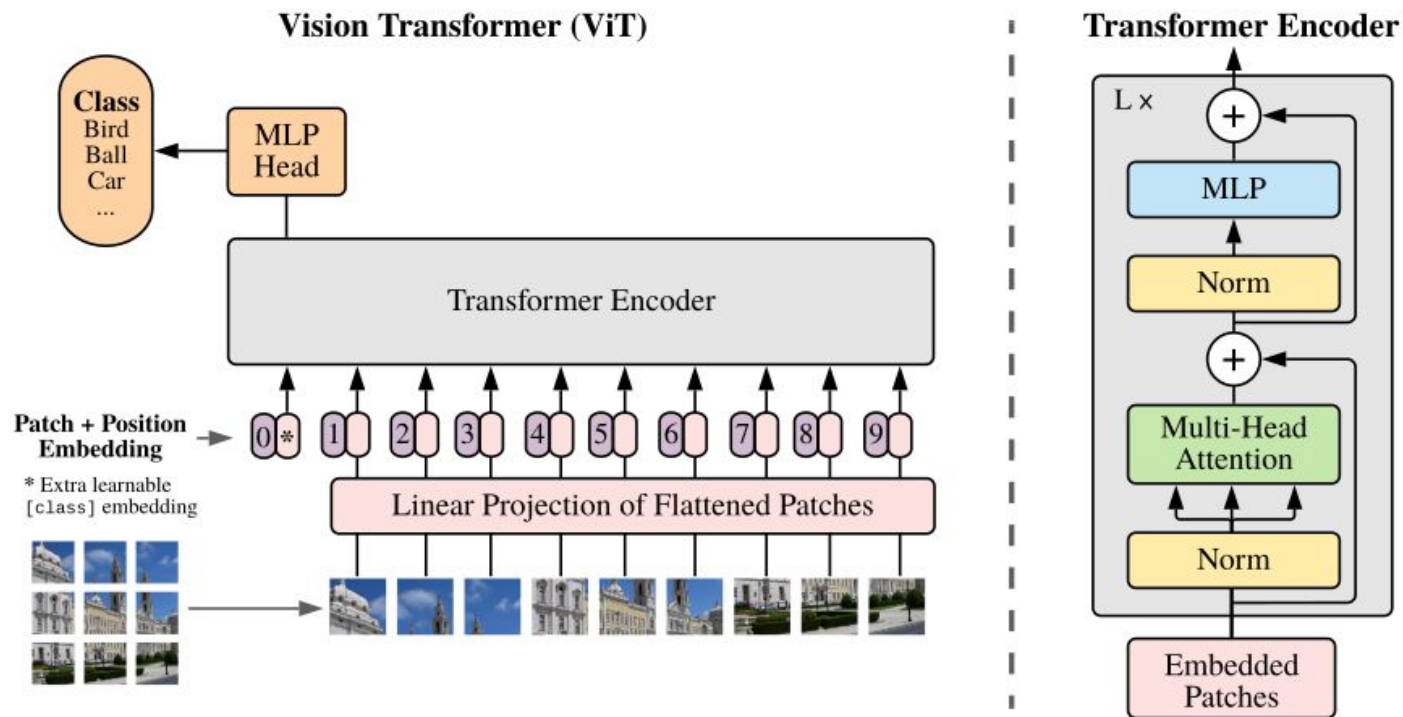 Vision Transformer (ViT)
Class
Bird
Ball
Car
...
MLP
Head
Transformer Encoder
Patch + Position
Embedding
0 * 1 2 3 4 5 6 7 8 9
* Extra learnable
[class] embedding
Linear Projection of Flattened Patches
Transformer Encoder
L ×
+
MLP
Norm
+
Multi-Head
Attention
Norm
Embedded
Patches